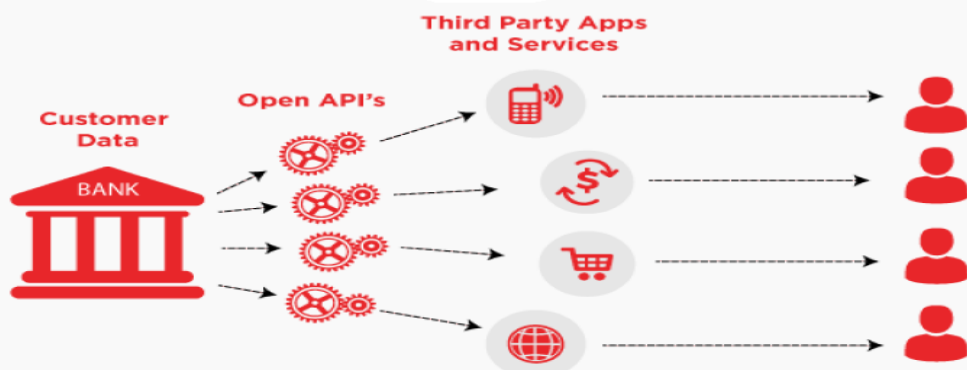 Third Party Apps
and Services
Open API's
Customer
Data
BANK
$